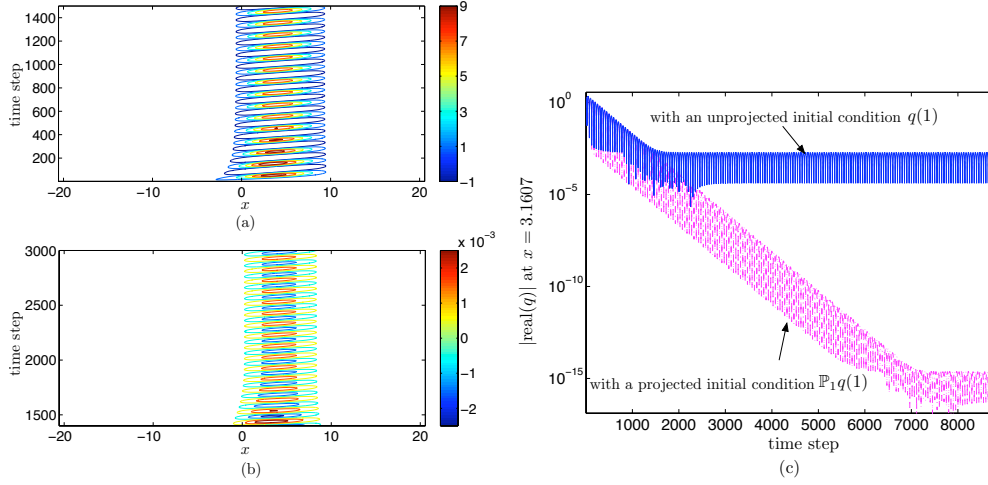 1400
1200
1000
800
600
400
200
time step
−20
−10
0
10
20
x
9
7
5
3
1
−1
(a)
3000
2500
2000
1500
time step
−20
−10
0
10
20
x
x 10⁻³
2
1
0
−1
−2
(b)
10⁰
10⁻⁵
10⁻¹⁰
10⁻¹⁵
|real(q)| at x = 3.1607
with an unprojected initial condition q(1)
with a projected initial condition ℙ₁q(1)
1000 2000 3000 4000 5000 6000 7000 8000
time step
(c)